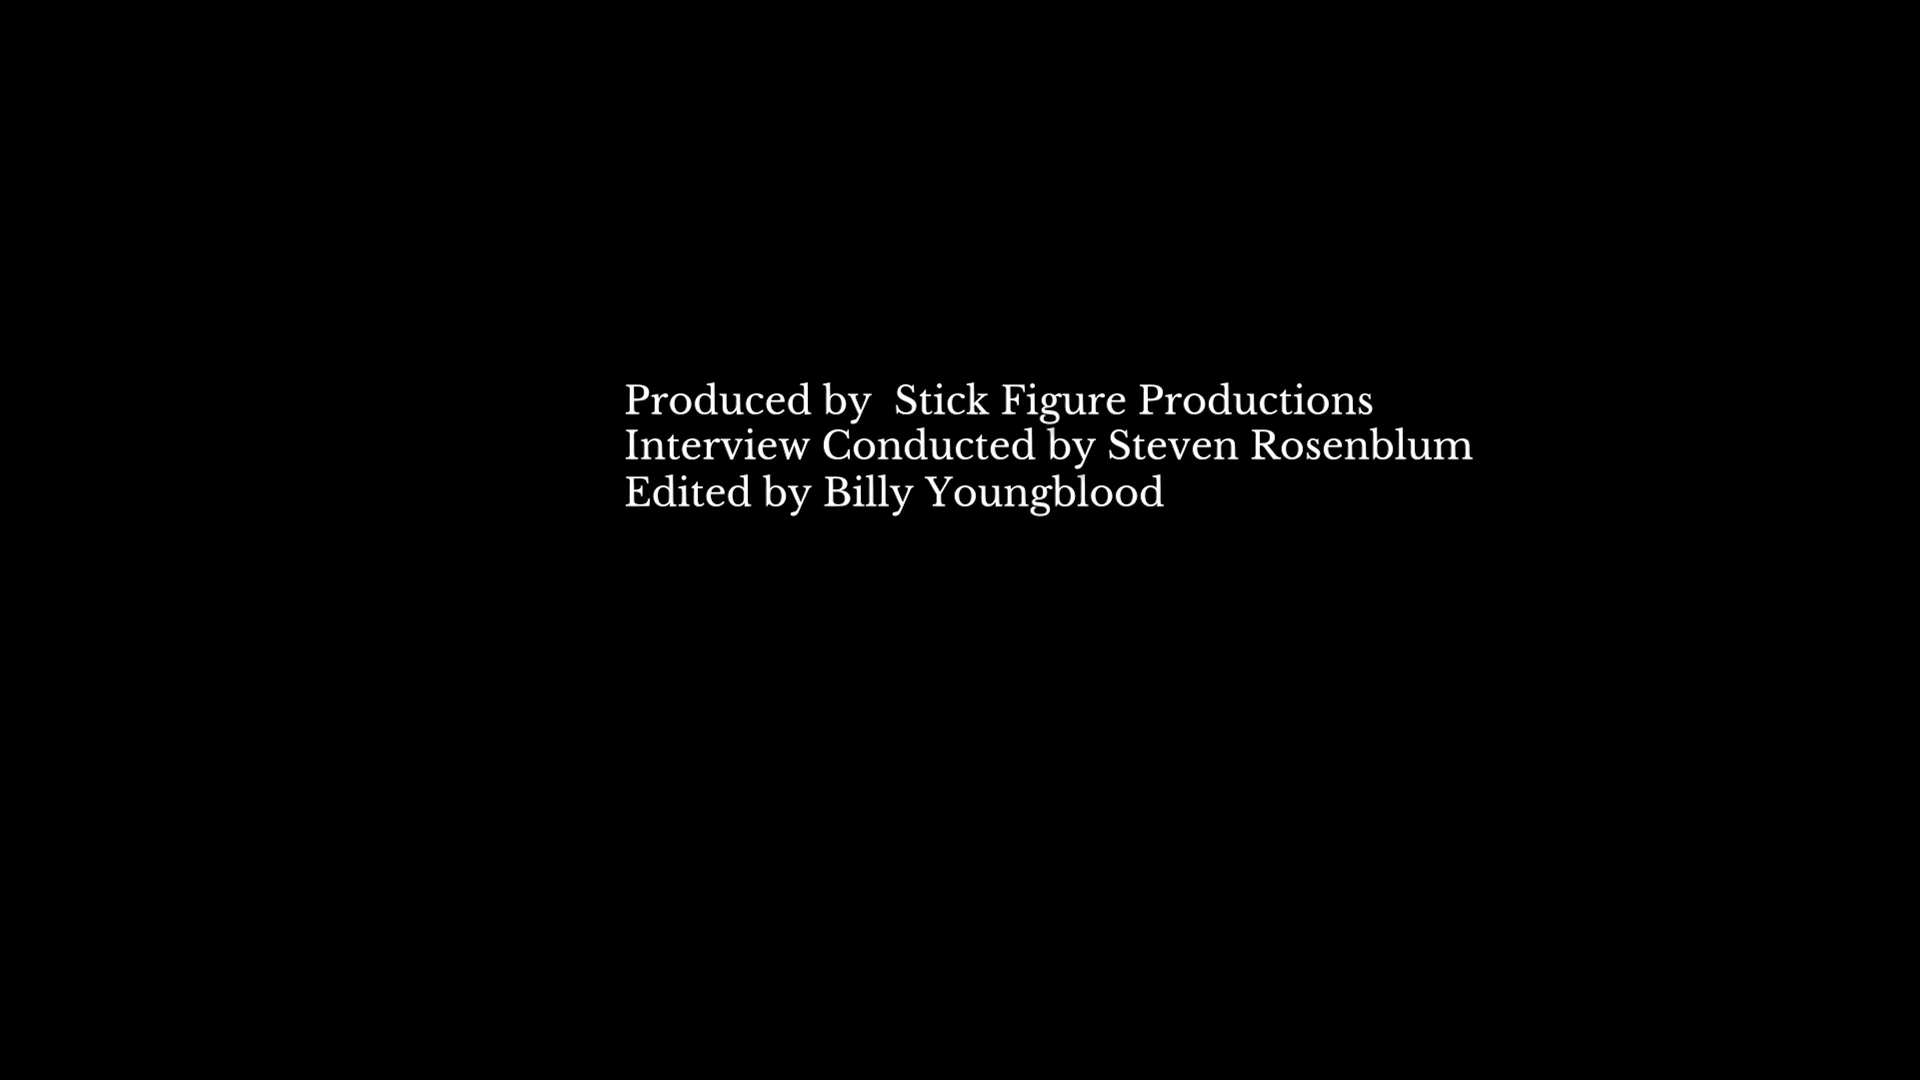 Produced by  Stick Figure Productions
Interview Conducted by Steven Rosenblum
Edited by Billy Youngblood